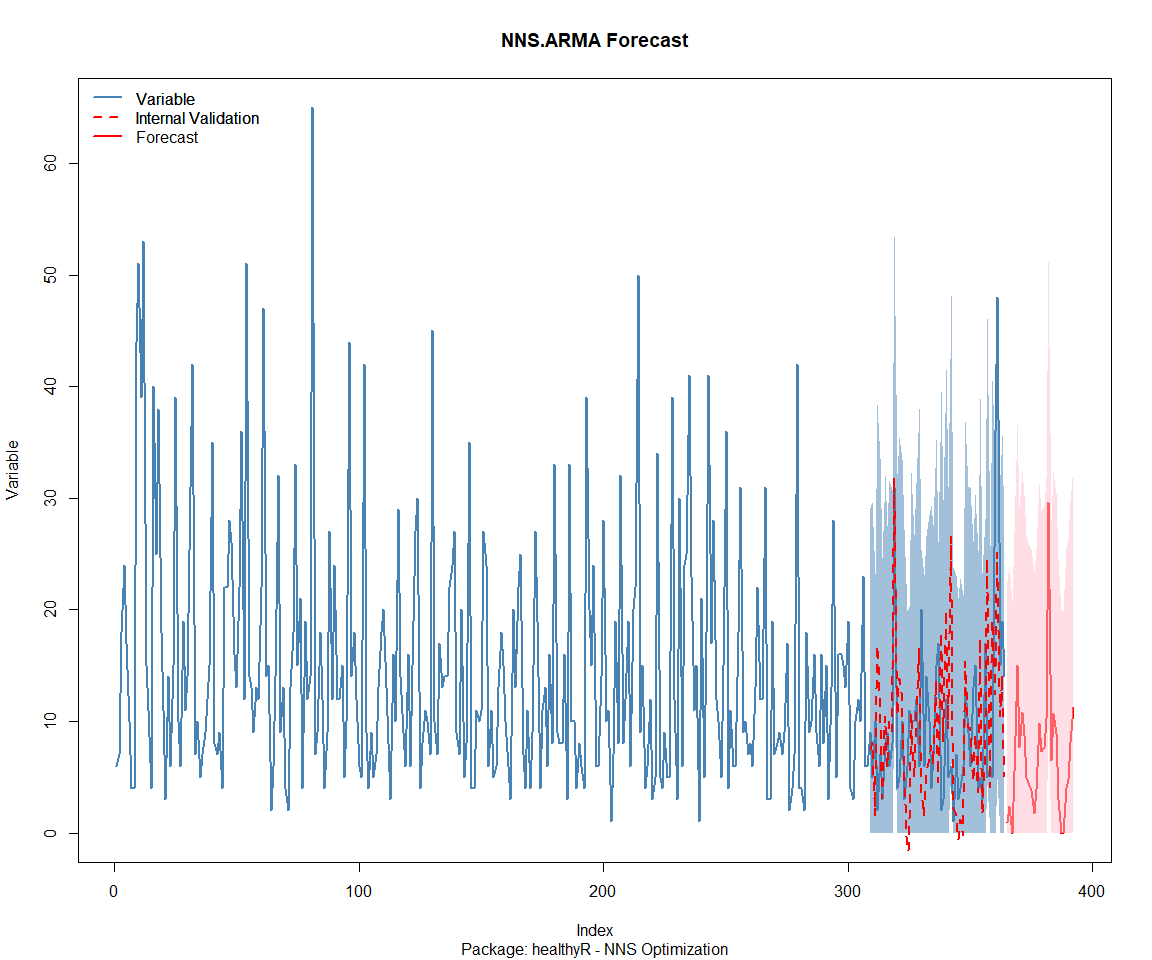 NNS.ARMA Forecast
Variable
Internal Validation
Forecast
Variable
60
50
40
30
20
10
0
0 100 200 300 400
Index
Package: healthyR - NNS Optimization